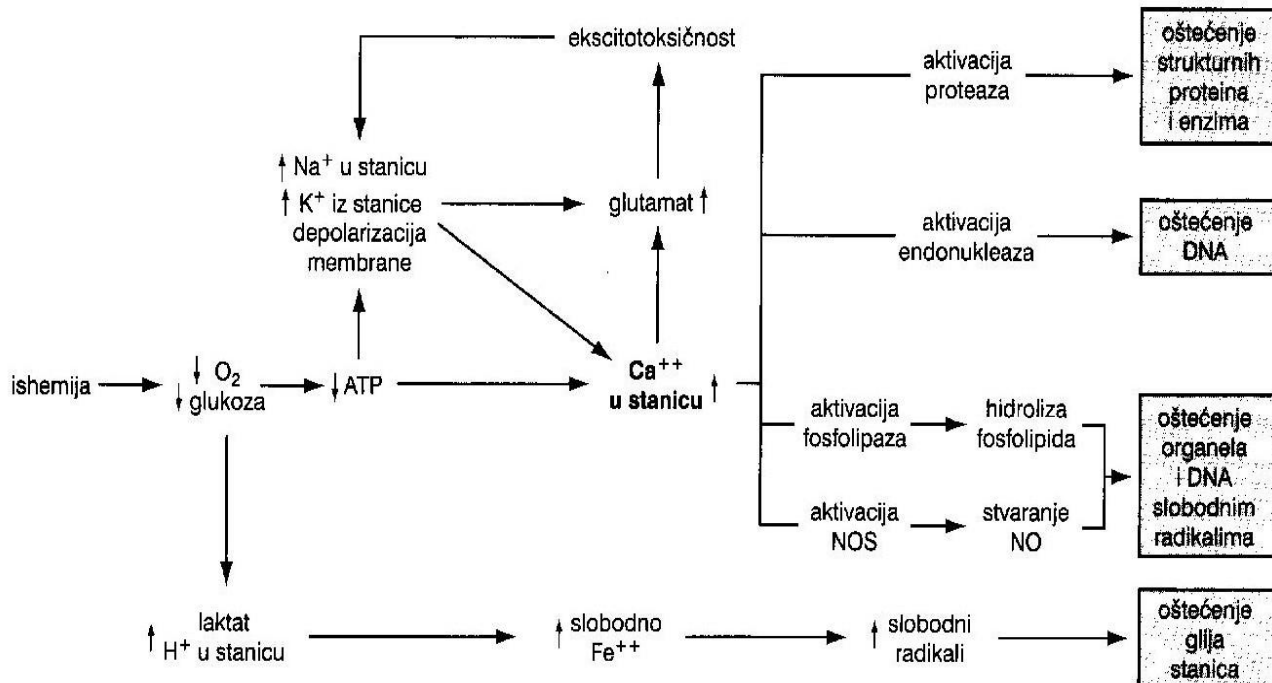 ekscitotoksičnost
aktivacija
proteaza
oštećenje
strukturnih
proteina
i enzima
↑ Na⁺ u stanicu
↑ K⁺ iz stanice
depolarizacija
membrane
glutamat ↑
aktivacija
endonukleaza
oštećenje
DNA
ishemija
↓ O₂
↓ glukoza
↓ ATP
Ca⁺⁺
u stanicu ↑
aktivacija
fosfolipaza
hidroliza
fosfolipida
aktivacija
NOS
stvaranje
NO
oštećenje
organela
i DNA
slobodnim
radikalima
laktat
↑ H⁺ u stanicu
↑ slobodno
Fe⁺⁺
↑ slobodni
radikali
oštećenje
glija
stanica